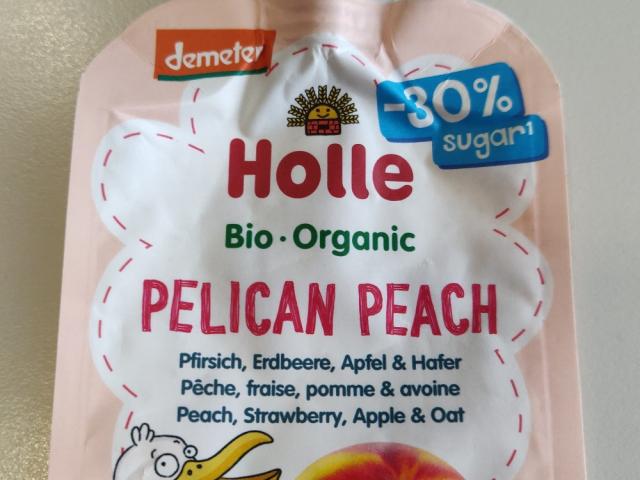 demeter
-30%
sugar¹
Holle
Bio · Organic
PELICAN PEACH
Pfirsich, Erdbeere, Apfel & Hafer
Pêche, fraise, pomme & avoine
Peach, Strawberry, Apple & Oat